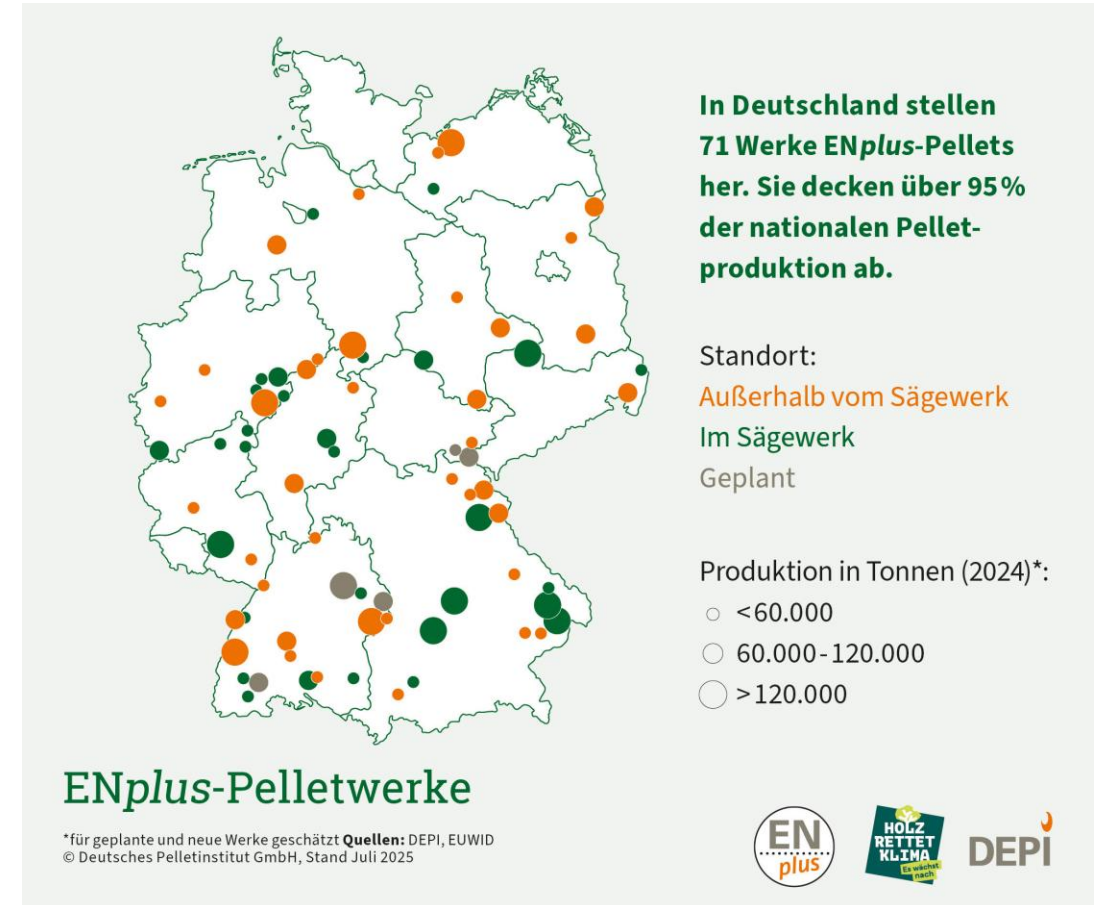 In Deutschland stellen
71 Werke ENplus-Pellets
her. Sie decken über 95 %
der nationalen Pellet-
produktion ab.
Standort:
Außerhalb vom Sägewerk
Im Sägewerk
Geplant
Produktion in Tonnen (2024)*:
<60.000
60.000-120.000
>120.000
ENplus-Pelletwerke
*für geplante und neue Werke geschätzt Quellen: DEPI, EUWID
© Deutsches Pelletinstitut GmbH, Stand Juli 2025
EN
plus
HOLZ
RETTET
KLIMA
Es wächst
nach
DEPI